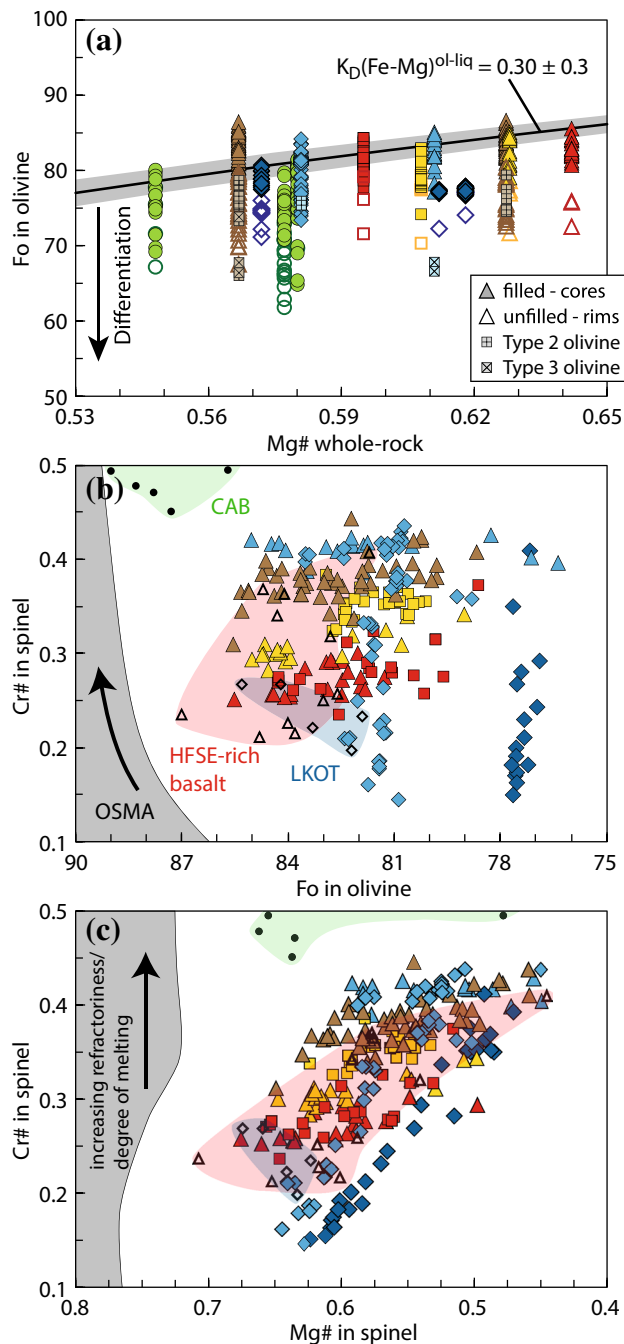 (a)
K_D(Fe-Mg)^ol-liq = 0.30 ± 0.3
100
90
80
70
60
50
Fo in olivine
Differentiation
filled - cores
unfilled - rims
Type 2 olivine
Type 3 olivine
0.53 0.56 0.59 0.62 0.65
Mg# whole-rock
(b)
0.5
0.4
0.3
0.2
0.1
Cr# in spinel
CAB
HFSE-rich
basalt
LKOT
OSMA
90 87 84 81 78 75
Fo in olivine
(c)
0.5
0.4
0.3
0.2
0.1
Cr# in spinel
increasing refractoriness/
degree of melting
0.8 0.7 0.6 0.5 0.4
Mg# in spinel